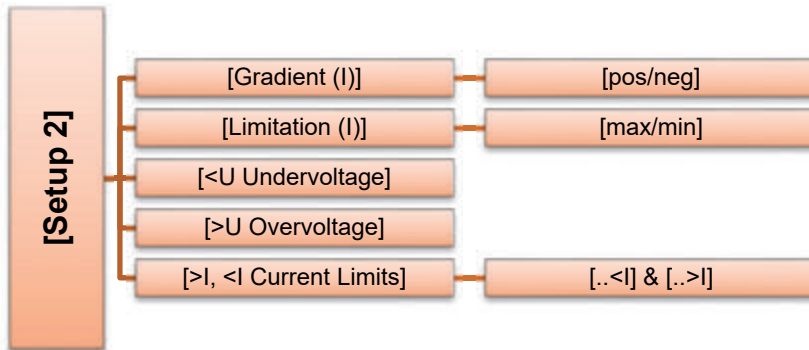 [Setup 2]
[Gradient (I)]
[pos/neg]
[Limitation (I)]
[max/min]
[<U Undervoltage]
[>U Overvoltage]
[>I, <I Current Limits]
[..<I] & [..>I]